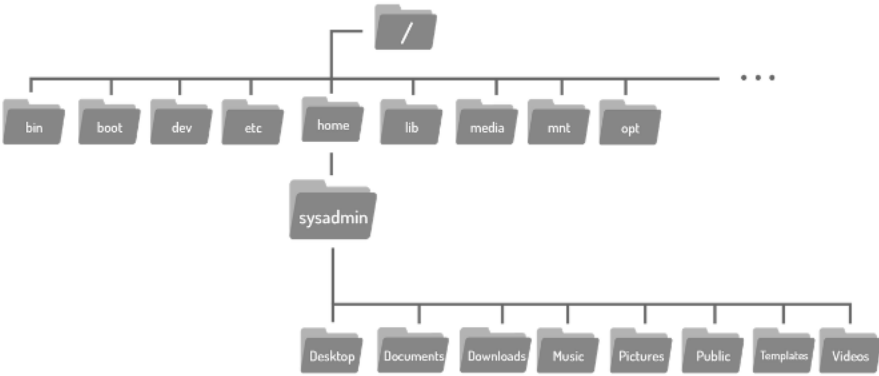 /
bin boot dev etc home lib media mnt opt ...
sysadmin
Desktop Documents Downloads Music Pictures Public Templates Videos